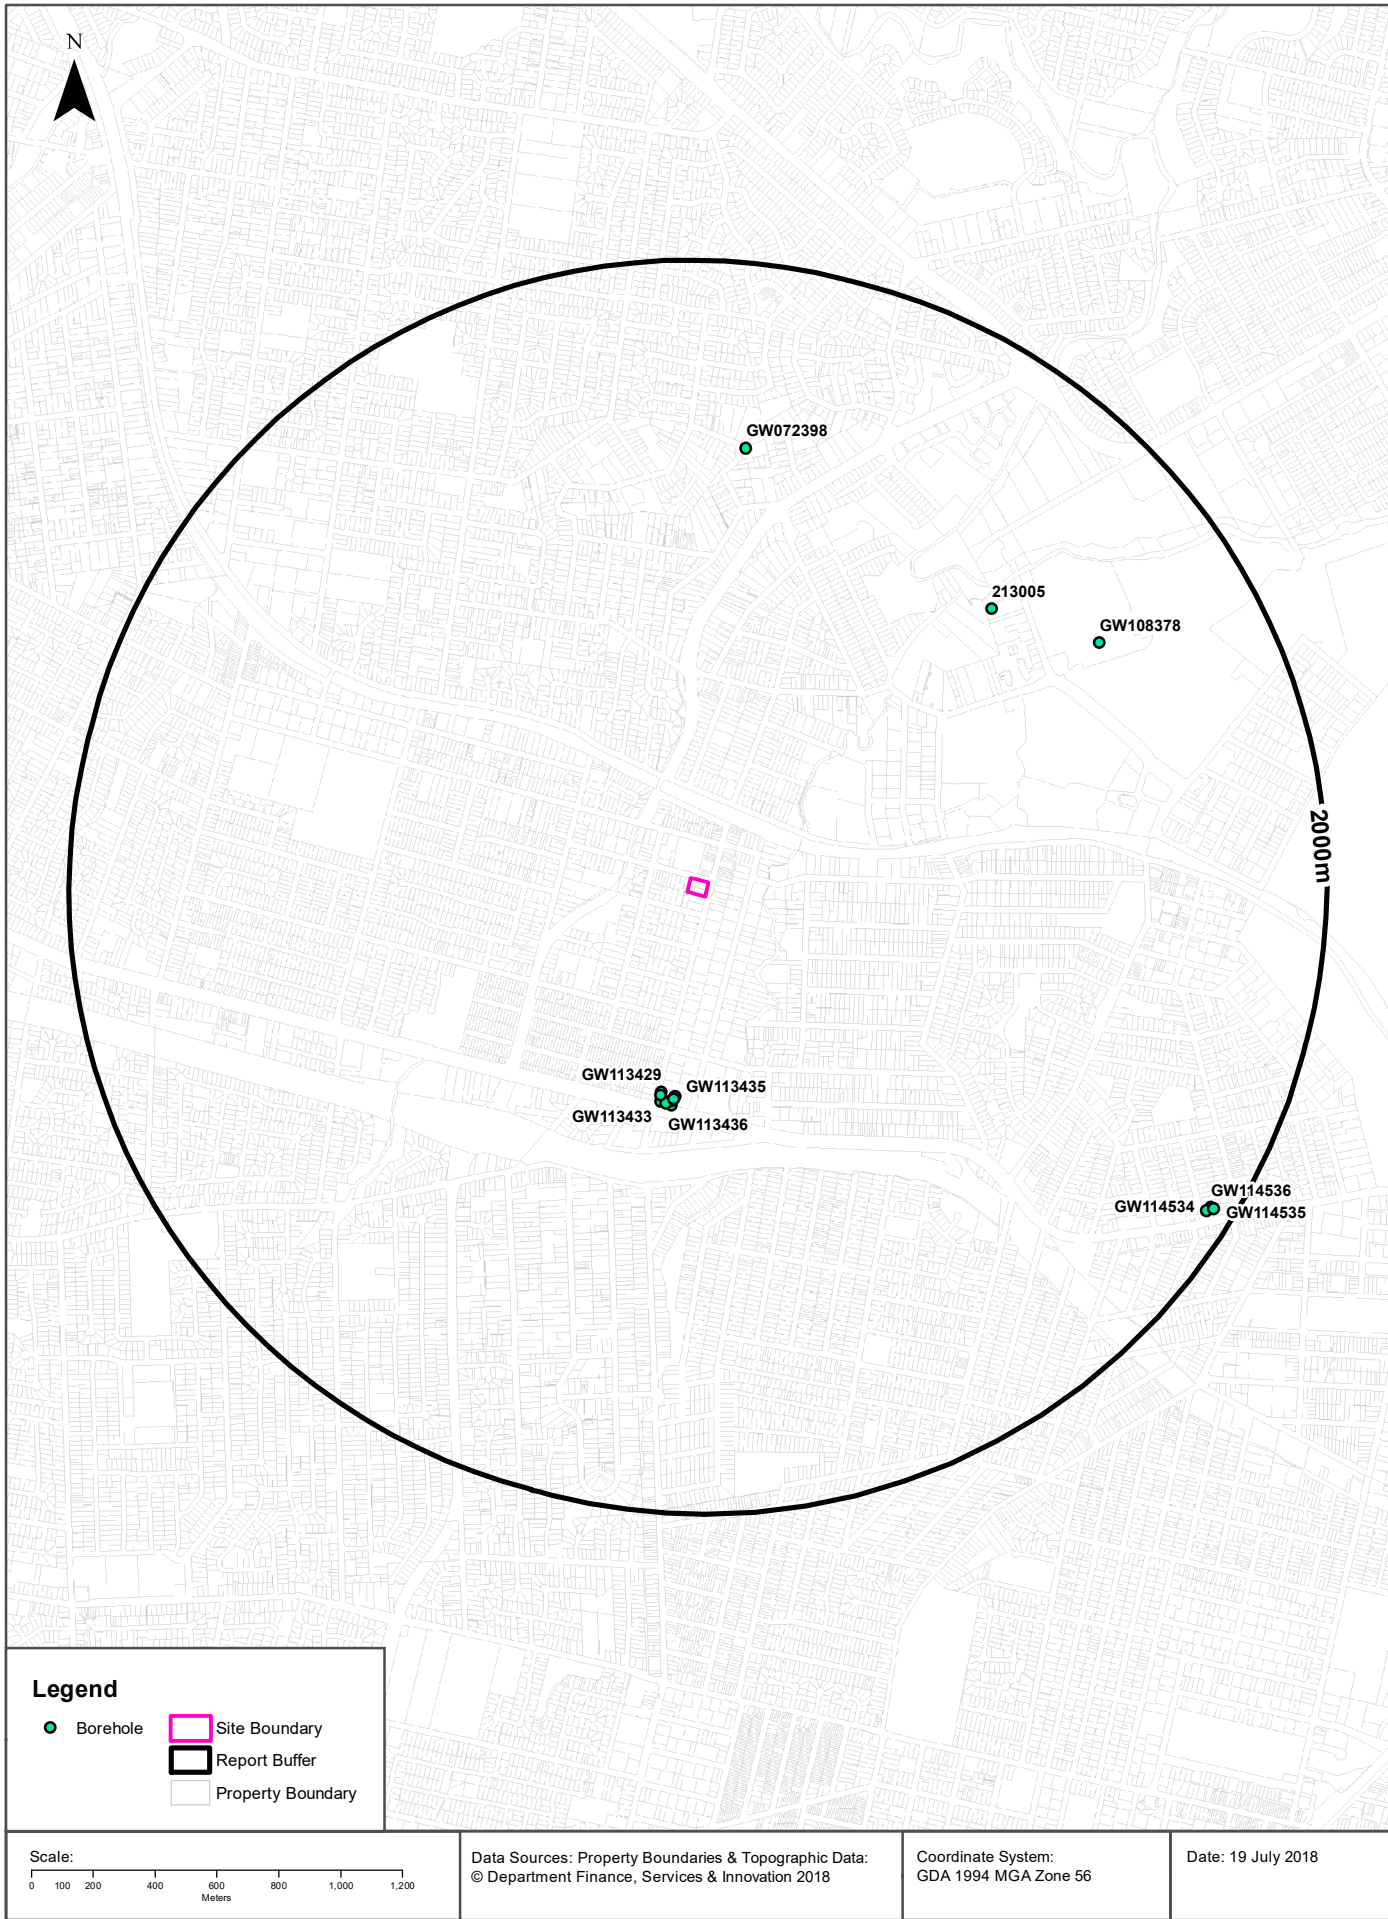 N
GW072398
213005
GW108378
2000m
GW113429
GW113435
GW113433
GW113436
GW114536
GW114534
GW114535
Legend
Borehole
Site Boundary
Report Buffer
Property Boundary
Scale:
0 100 200 400 600 800 1,000 1,200
Meters
Data Sources: Property Boundaries & Topographic Data:
© Department Finance, Services & Innovation 2018
Coordinate System:
GDA 1994 MGA Zone 56
Date: 19 July 2018